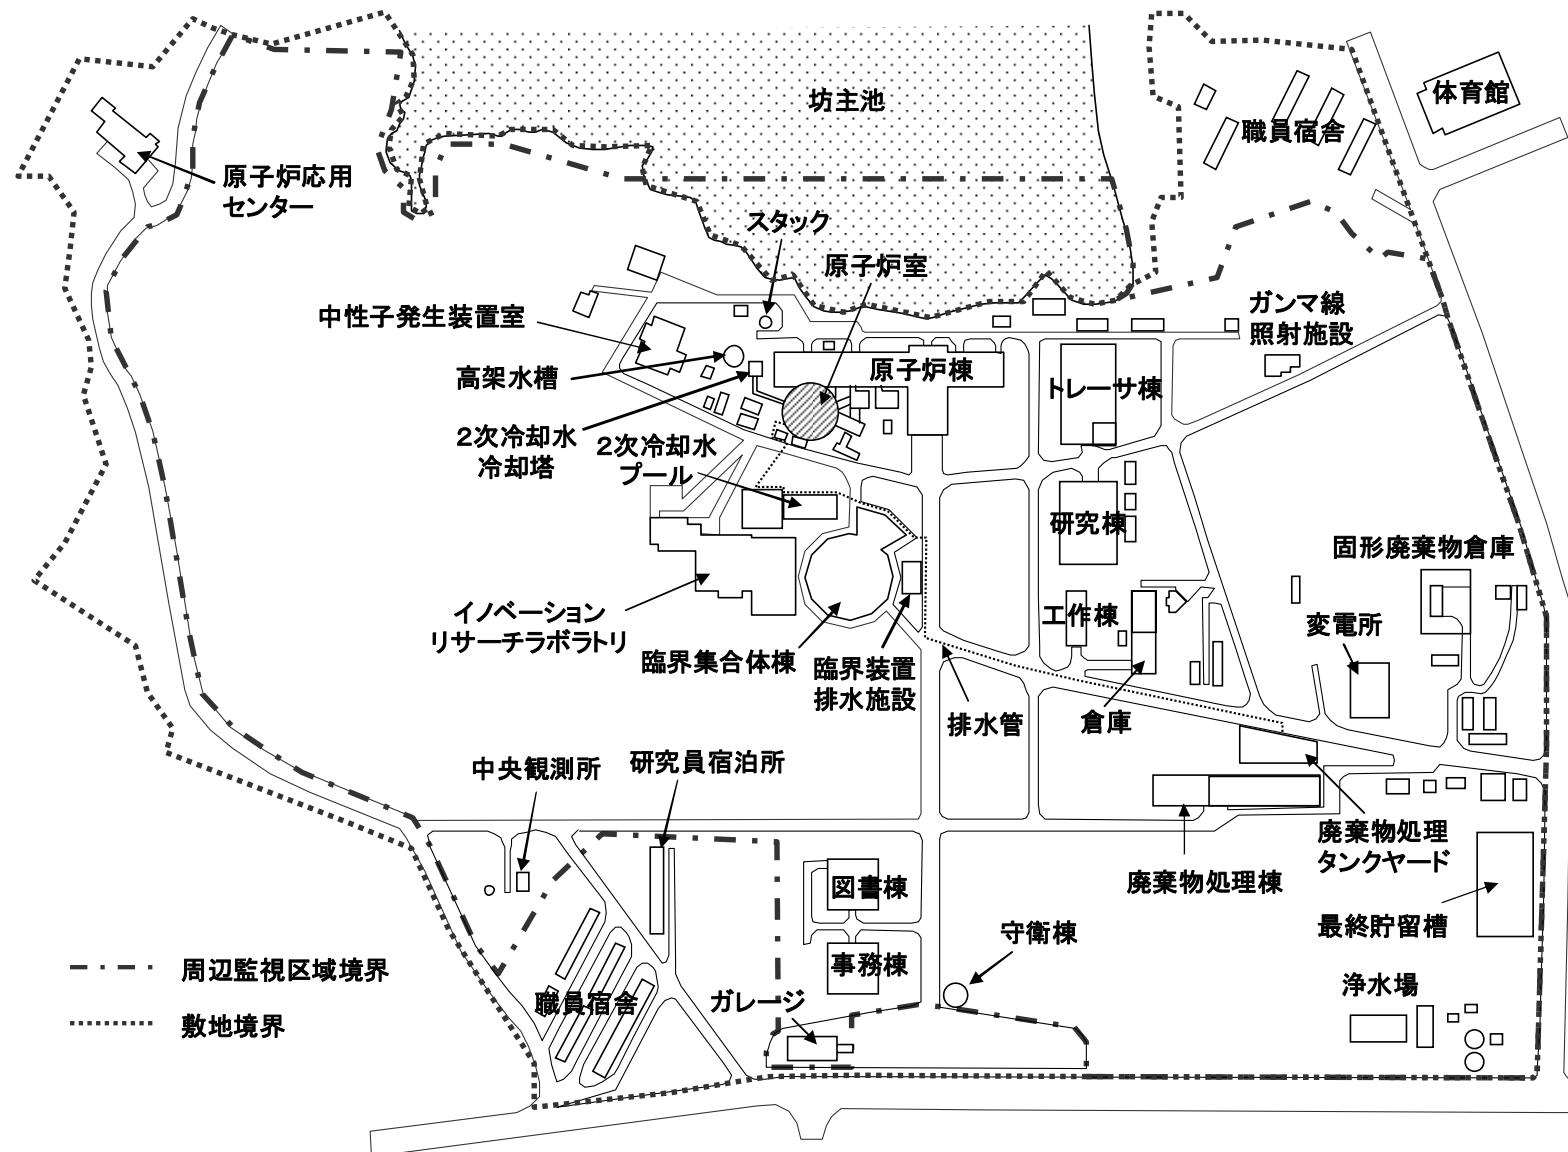 坊主池
体育館
職員宿舎
原子炉応用
センター
スタック
原子炉室
中性子発生装置室
ガンマ線
照射施設
高架水槽
原子炉棟
トレーサ棟
2次冷却水
冷却塔
2次冷却水
プール
研究棟
固形廃棄物倉庫
イノベーション
リサーチラボラトリ
工作棟
変電所
臨界集合体棟
臨界装置
排水施設
排水管
倉庫
中央観測所
研究員宿泊所
廃棄物処理
タンクヤード
図書棟
廃棄物処理棟
最終貯留槽
守衛棟
事務棟
周辺監視区域境界
職員宿舎
ガレージ
浄水場
敷地境界